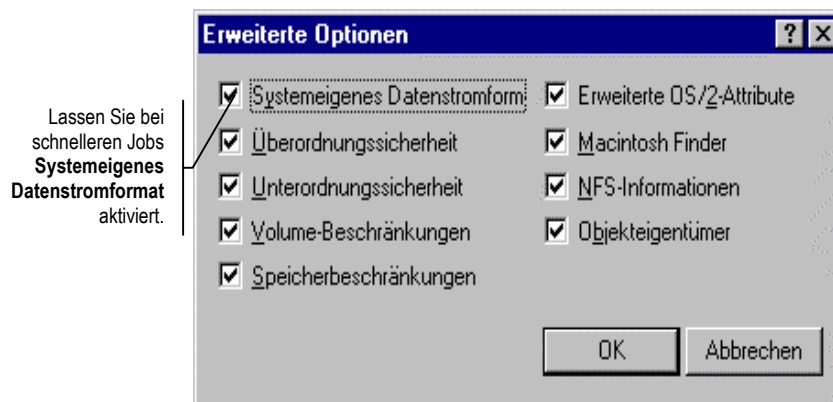 Erweiterte Optionen
Lassen Sie bei
schnelleren Jobs
Systemeigenes
Datenstromformat
aktiviert.
Systemeigenes Datenstromform
Überordnungssicherheit
Unterordnungssicherheit
Volume-Beschränkungen
Speicherbeschränkungen
Erweiterte OS/2-Attribute
Macintosh Finder
NFS-Informationen
Objekteigentümer
OK
Abbrechen